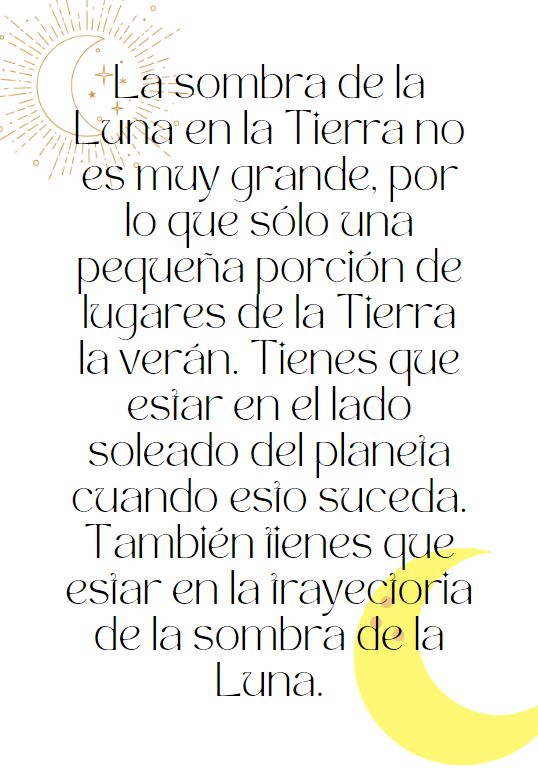 La sombra de la
Luna en la Tierra no
es muy grande, por
lo que sólo una
pequeña porción de
lugares de la Tierra
la verán. Tienes que
estar en el lado
soleado del planeta
cuando esto suceda.
También tienes que
estar en la trayectoria
de la sombra de la
Luna.